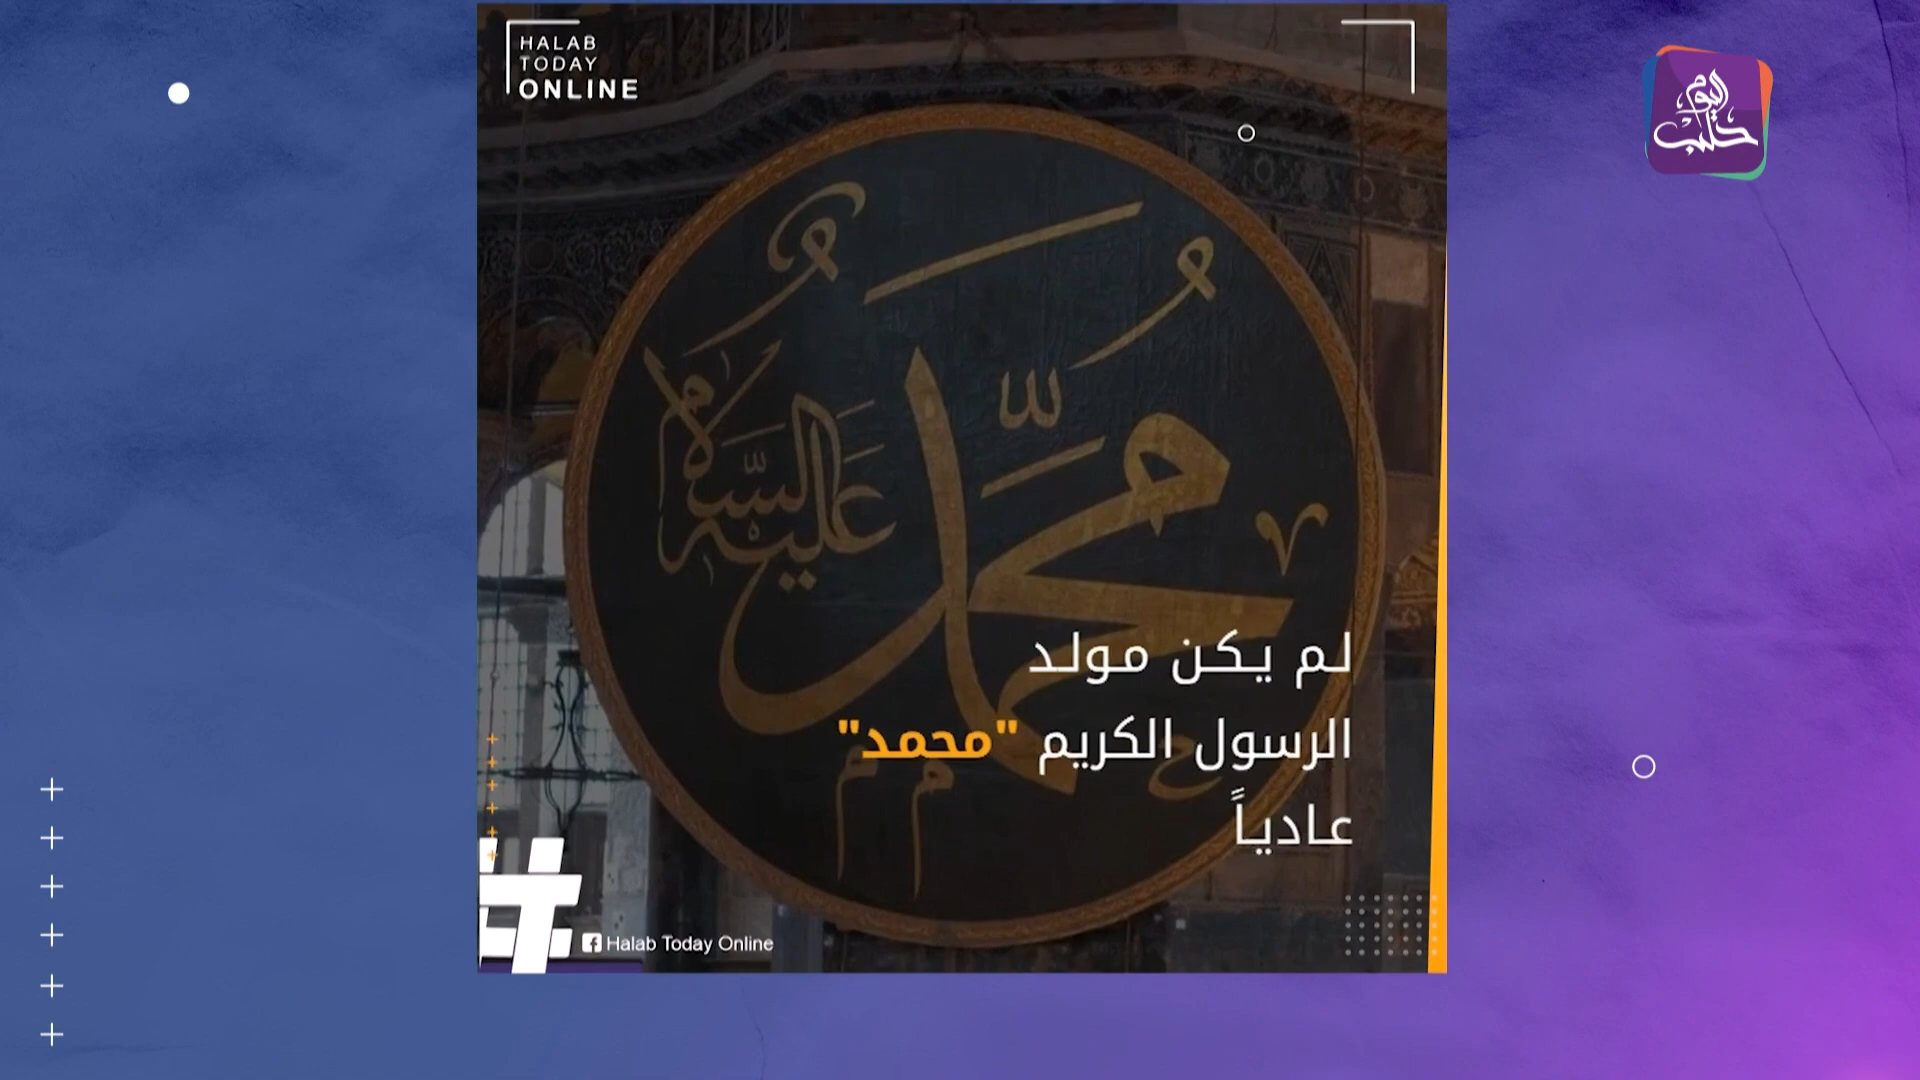 HALAB
TODAY
ONLINE
اليوم
حلب
محمد
عليه السلام
لم يكن مولد
الرسول الكريم "محمد"
عادياً
#
Halab Today Online